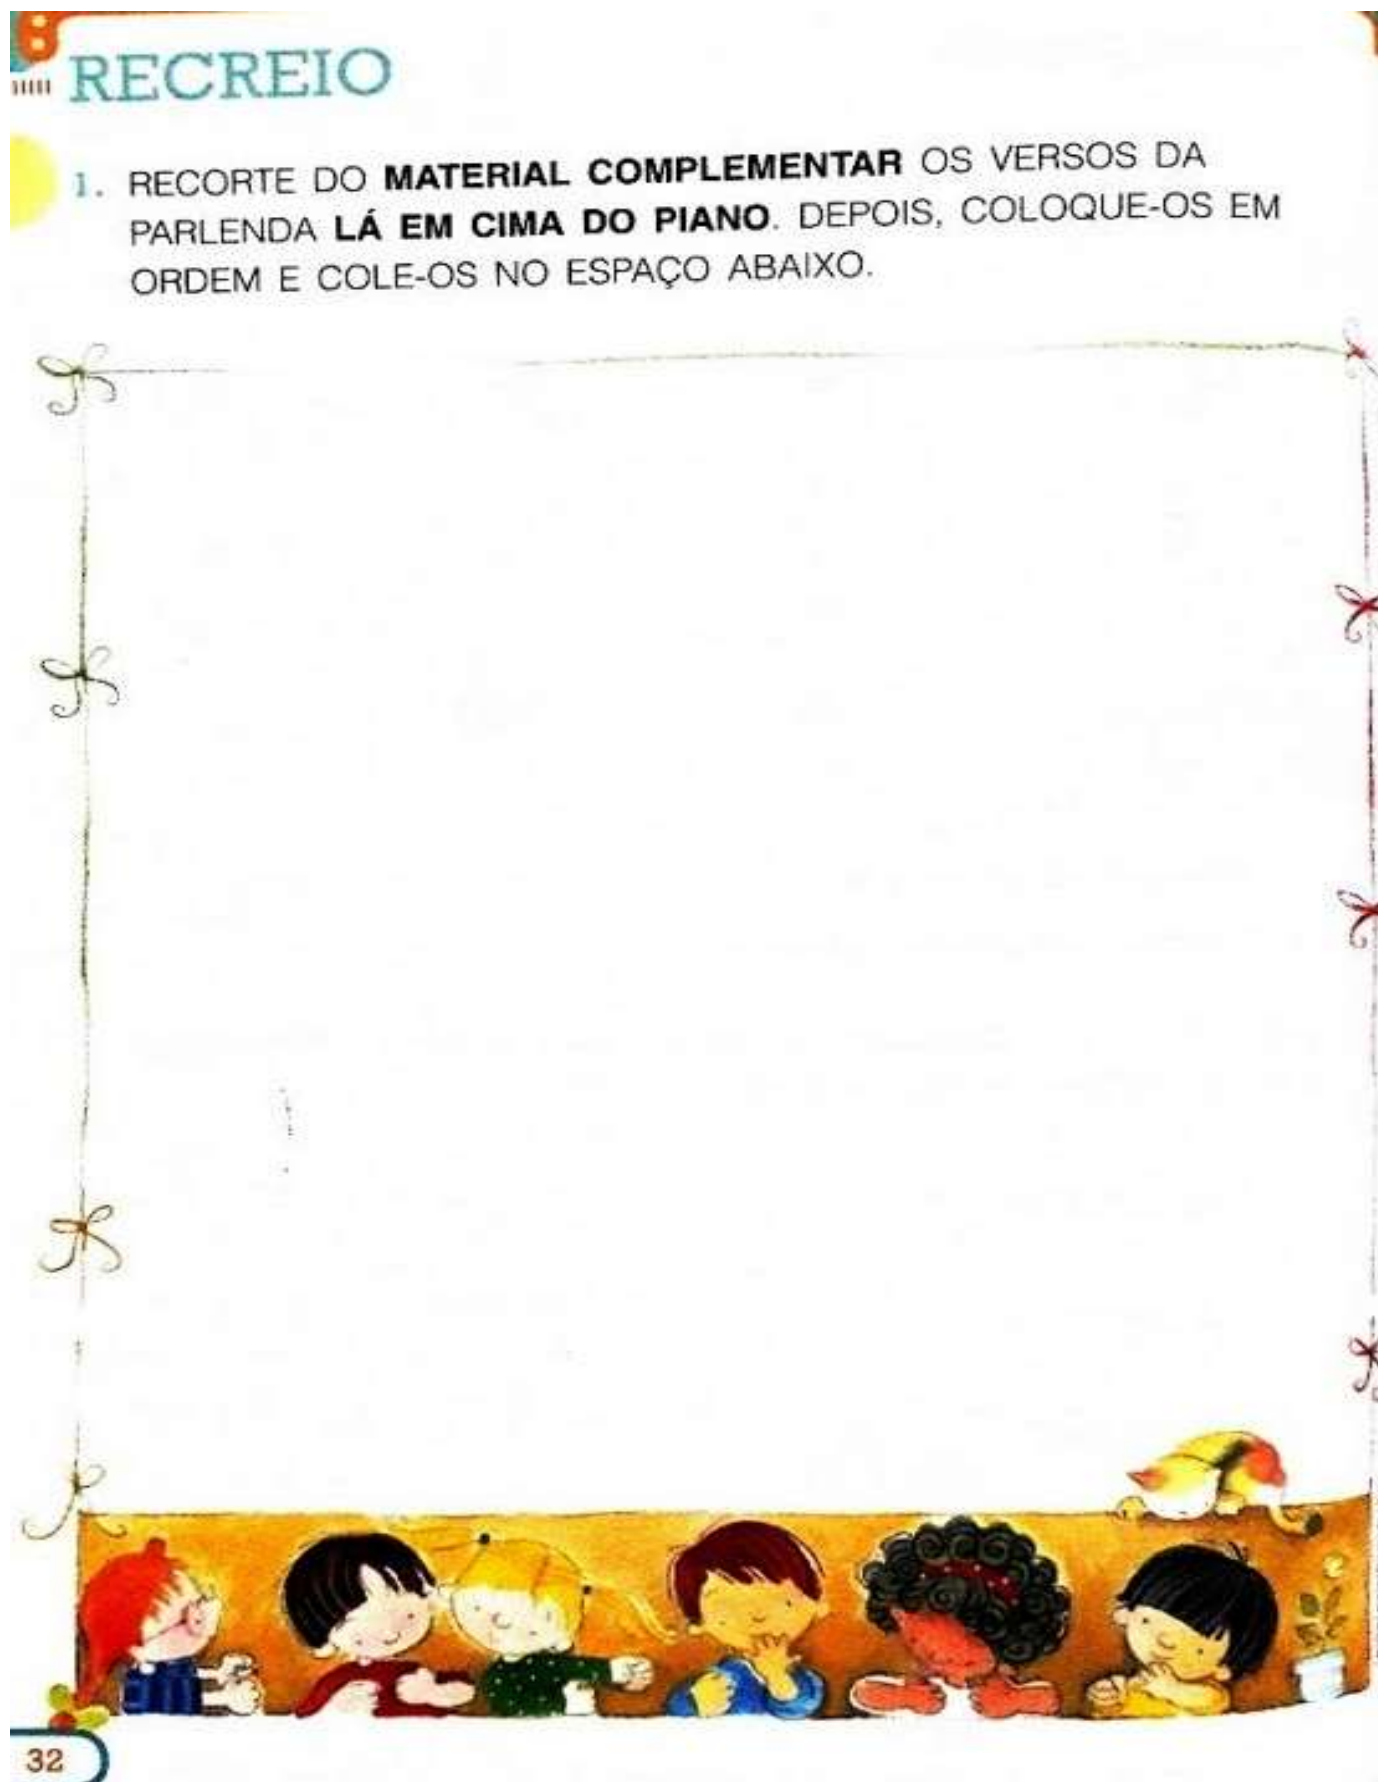 RECREIO
1. RECORTE DO MATERIAL COMPLEMENTAR OS VERSOS DA
PARLENDA LÁ EM CIMA DO PIANO. DEPOIS, COLOQUE-OS EM
ORDEM E COLE-OS NO ESPAÇO ABAIXO.
32